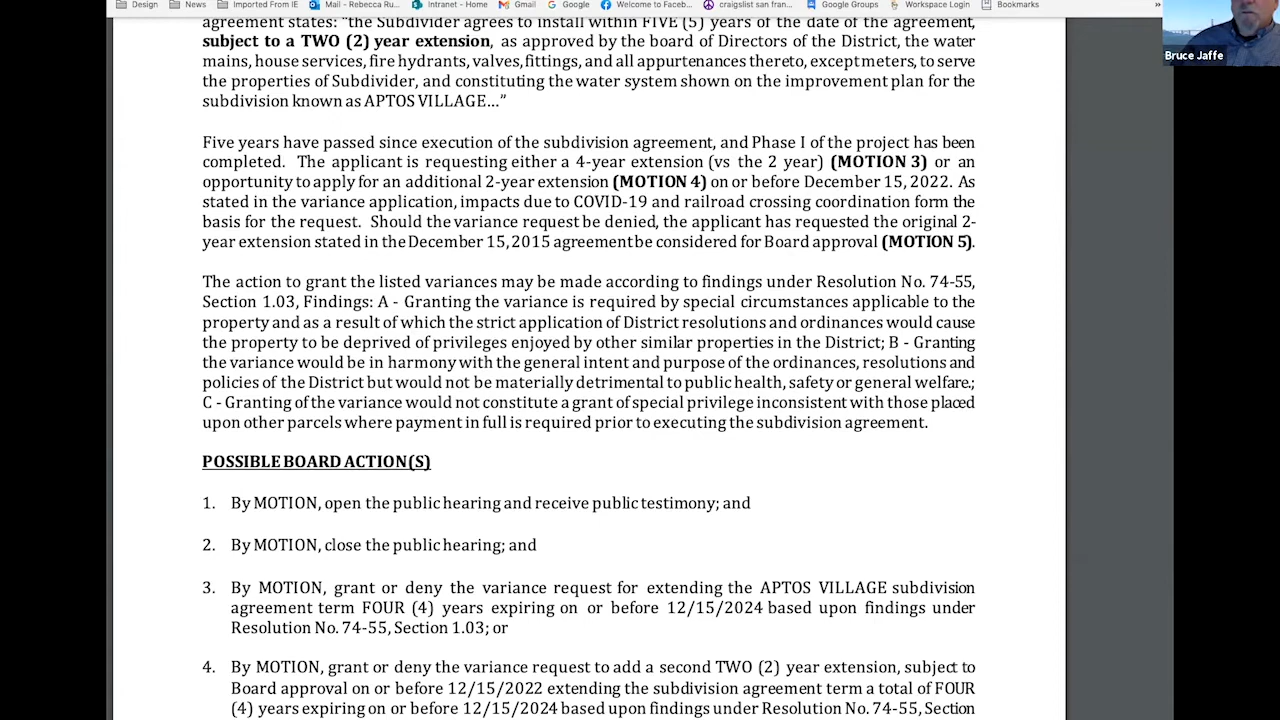 Design News Imported From IE Mail - Rebecca Ru... Intranet - Home Gmail Google Welcome to Faceb... craigslist san fran... Google Groups Workspace Login Bookmarks »
Bruce Jaffe
agreement states: "the Subdivider agrees to install within FIVE (5) years of the date of the agreement,
subject to a TWO (2) year extension, as approved by the board of Directors of the District, the water
mains, house services, fire hydrants, valves, fittings, and all appurtenances thereto, except meters, to serve
the properties of Subdivider, and constituting the water system shown on the improvement plan for the
subdivision known as APTOS VILLAGE…"
Five years have passed since execution of the subdivision agreement, and Phase I of the project has been
completed. The applicant is requesting either a 4-year extension (vs the 2 year) (MOTION 3) or an
opportunity to apply for an additional 2-year extension (MOTION 4) on or before December 15, 2022. As
stated in the variance application, impacts due to COVID-19 and railroad crossing coordination form the
basis for the request. Should the variance request be denied, the applicant has requested the original 2-
year extension stated in the December 15, 2015 agreement be considered for Board approval (MOTION 5).
The action to grant the listed variances may be made according to findings under Resolution No. 74-55,
Section 1.03, Findings: A - Granting the variance is required by special circumstances applicable to the
property and as a result of which the strict application of District resolutions and ordinances would cause
the property to be deprived of privileges enjoyed by other similar properties in the District; B - Granting
the variance would be in harmony with the general intent and purpose of the ordinances, resolutions and
policies of the District but would not be materially detrimental to public health, safety or general welfare.;
C - Granting of the variance would not constitute a grant of special privilege inconsistent with those placed
upon other parcels where payment in full is required prior to executing the subdivision agreement.
POSSIBLE BOARD ACTION(S)
1. By MOTION, open the public hearing and receive public testimony; and
2. By MOTION, close the public hearing; and
3. By MOTION, grant or deny the variance request for extending the APTOS VILLAGE subdivision
agreement term FOUR (4) years expiring on or before 12/15/2024 based upon findings under
Resolution No. 74-55, Section 1.03; or
4. By MOTION, grant or deny the variance request to add a second TWO (2) year extension, subject to
Board approval on or before 12/15/2022 extending the subdivision agreement term a total of FOUR
(4) years expiring on or before 12/15/2024 based upon findings under Resolution No. 74-55, Section